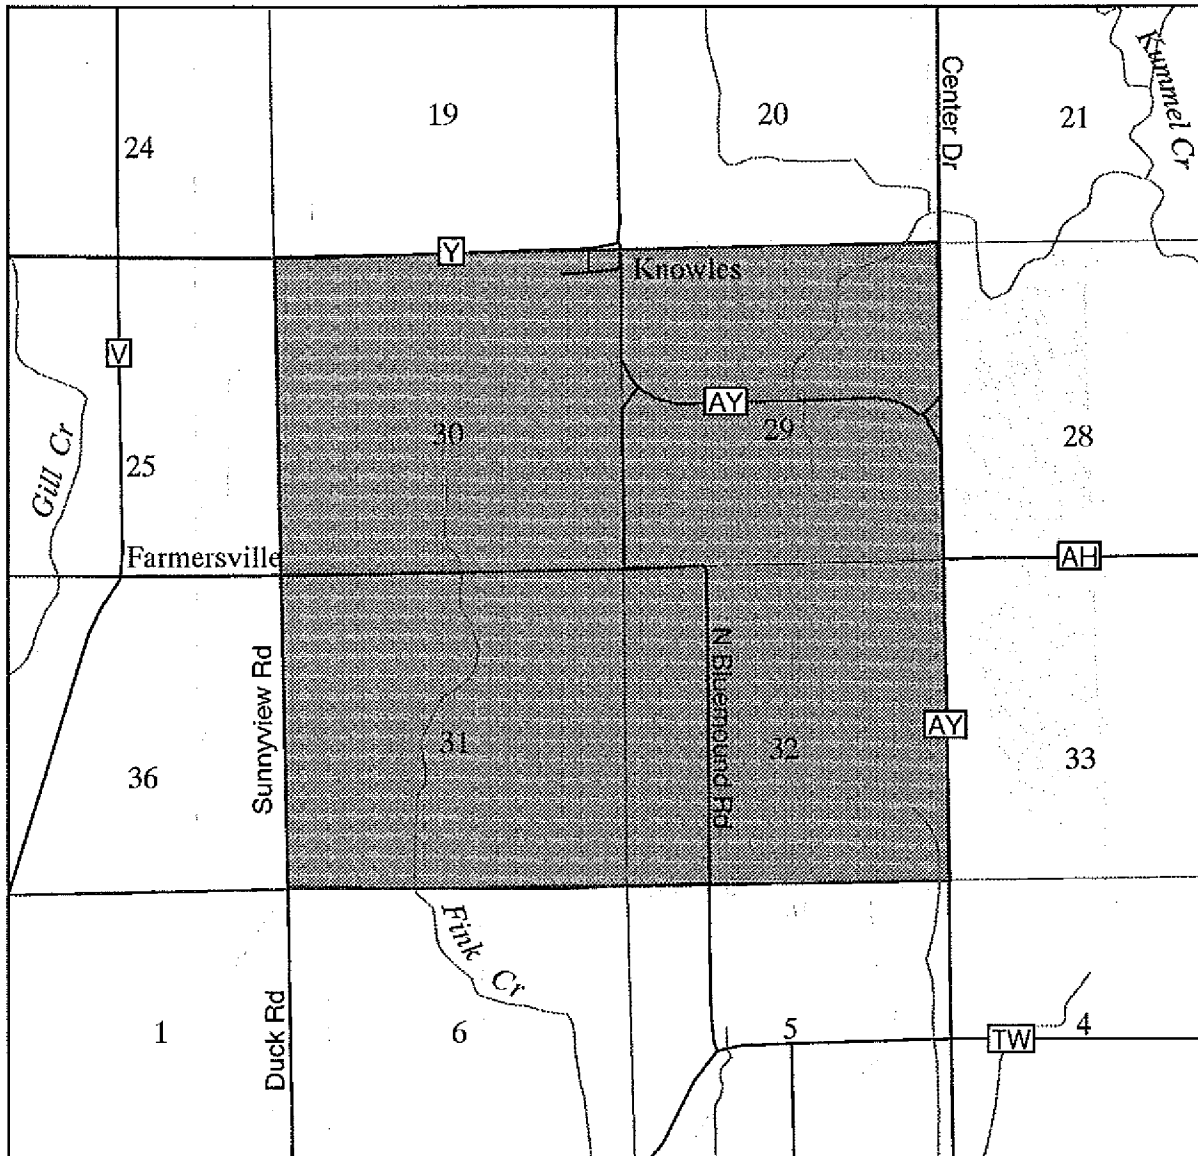 19
20
21
24
Center Dr
Kummel Cr
Y
Knowles
V
AY
30
29
28
25
Gill Cr
Farmersville
AH
Sunnyview Rd
N Bluemound Rd
AY
31
32
33
36
Fink Cr
Duck Rd
1
6
5
4
TW